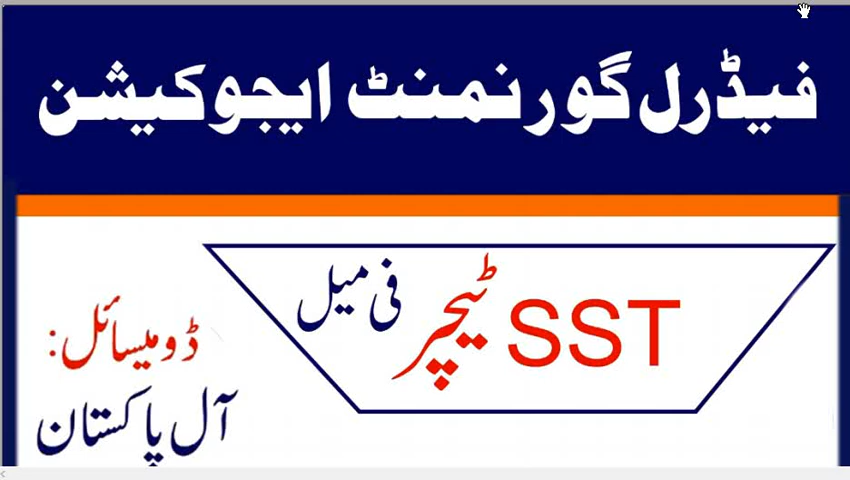 فیڈرل گورنمنٹ ایجوکیشن
SST ٹیچر فی میل
ڈومیسائل:
آل پاکستان